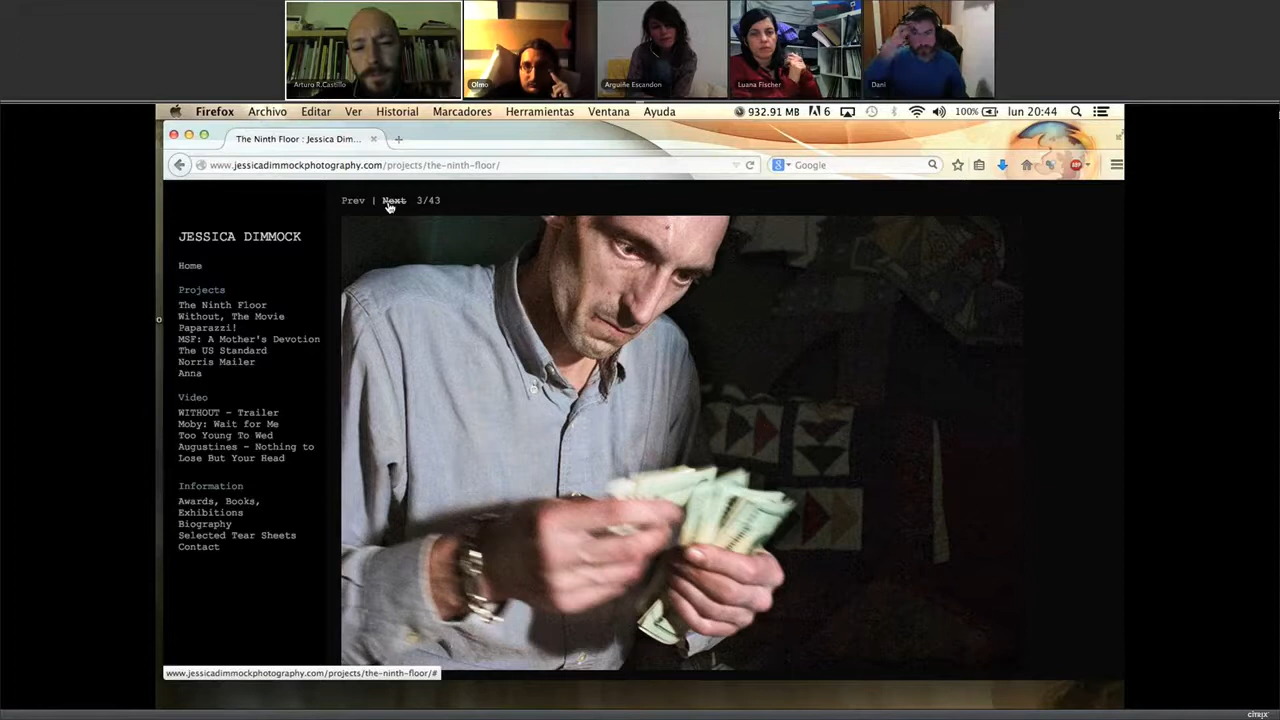 Arturo R.Castillo
Olmo
Arguiñe Escandon
Luana Fischer
Dani
Firefox Archivo Editar Ver Historial Marcadores Herramientas Ventana Ayuda 932.91 MB 6 100% lun 20:44
The Ninth Floor : Jessica Dim...
www.jessicadimmockphotography.com/projects/the-ninth-floor/
Google
ABP
Prev | Next 3/43
JESSICA DIMMOCK
Home
Projects
The Ninth Floor
Without, The Movie
Paparazzi!
MSF: A Mother's Devotion
The US Standard
Norris Mailer
Anna
Video
WITHOUT - Trailer
Moby: Wait for Me
Too Young To Wed
Augustines - Nothing to
Lose But Your Head
Information
Awards, Books,
Exhibitions
Biography
Selected Tear Sheets
Contact
www.jessicadimmockphotography.com/projects/the-ninth-floor/#
CITRIX